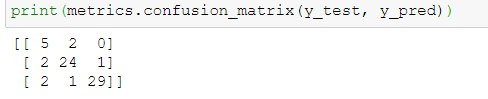 print(metrics.confusion_matrix(y_test, y_pred))
[[ 5  2  0]
 [ 2 24  1]
 [ 2  1 29]]